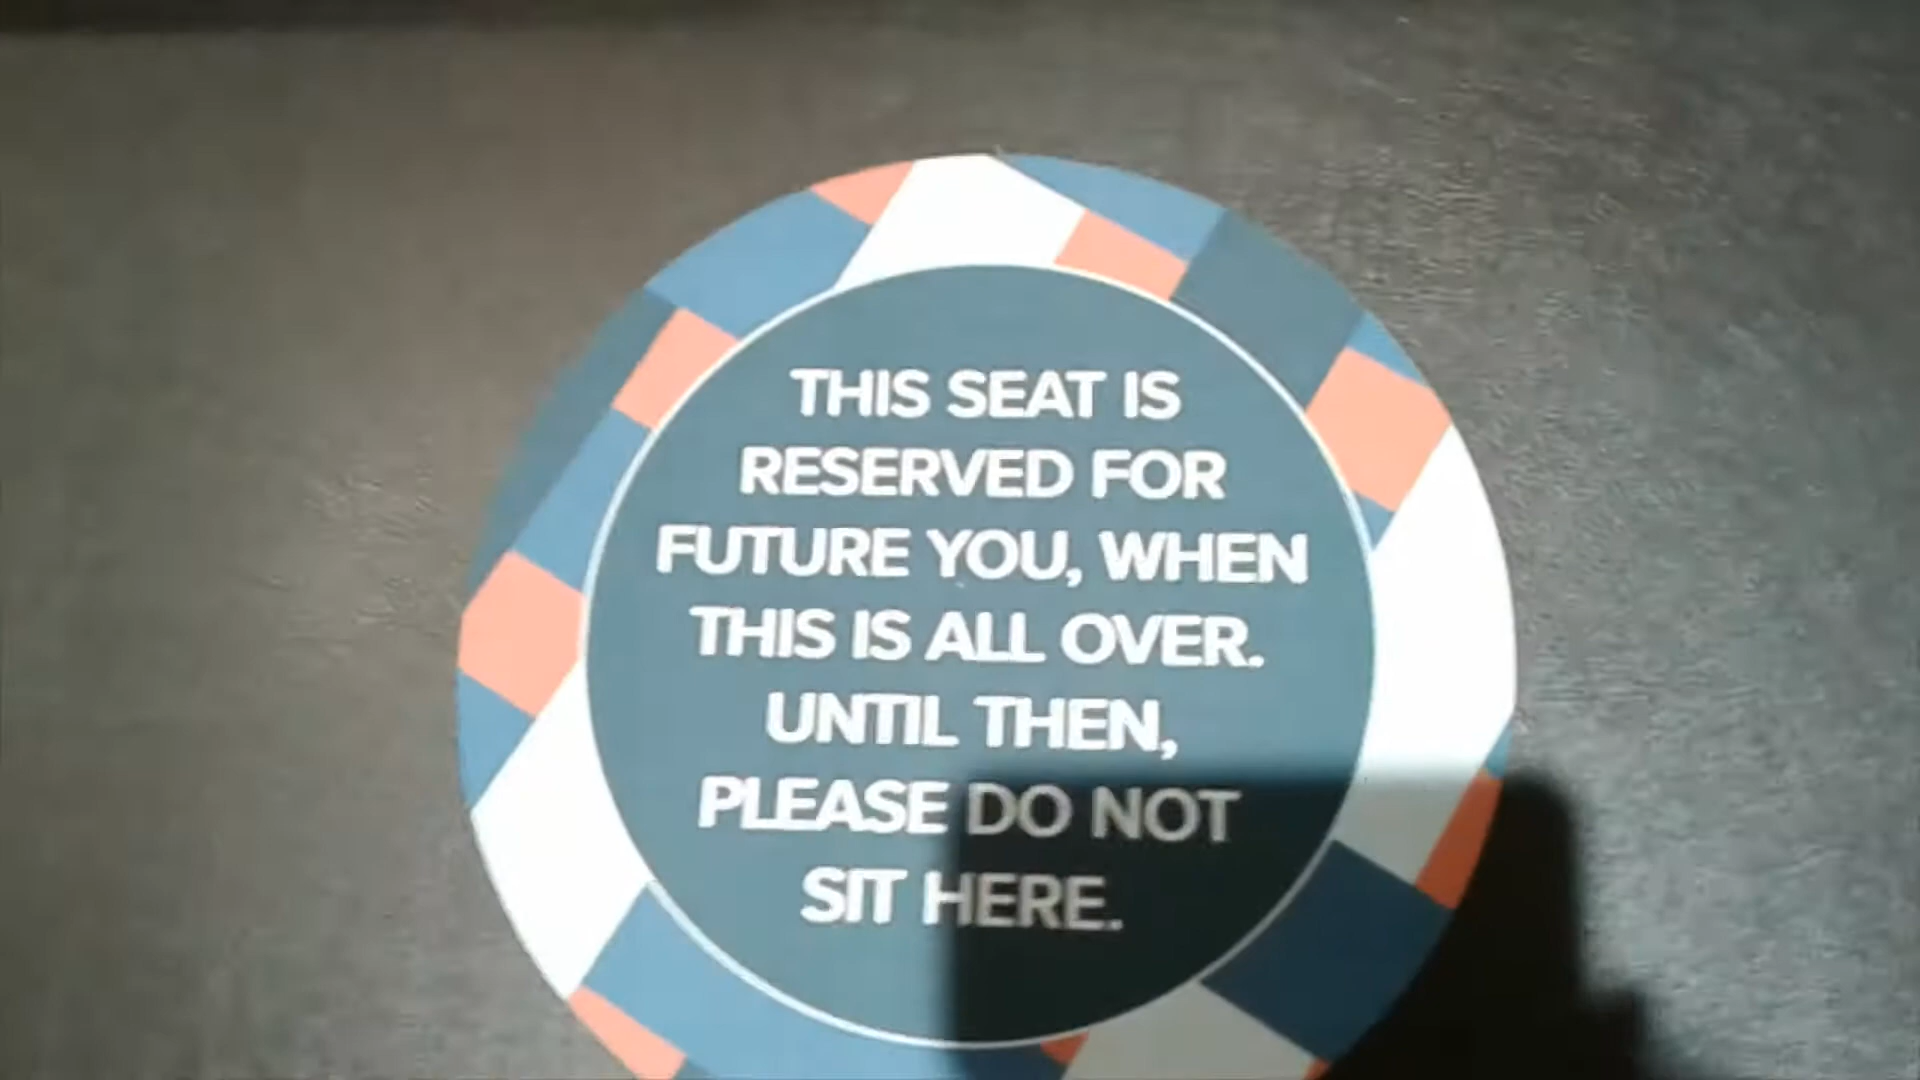 THIS SEAT IS
RESERVED FOR
FUTURE YOU, WHEN
THIS IS ALL OVER.
UNTIL THEN,
PLEASE DO NOT
SIT HERE.